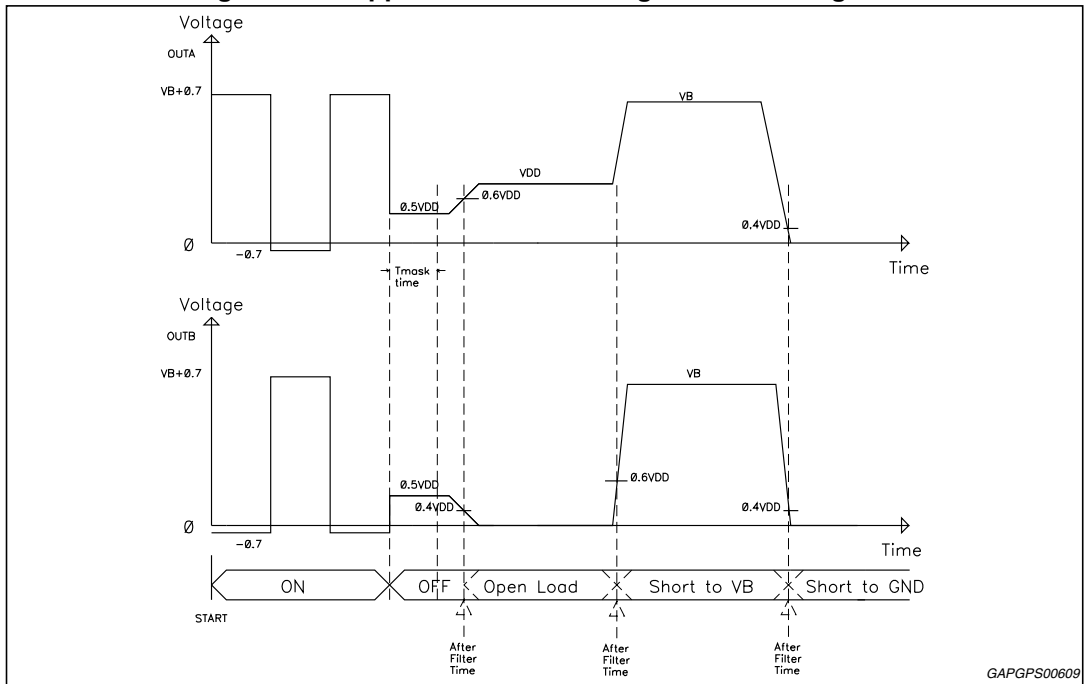 Voltage
OUTA
VB+0.7
VB
VDD
0.6VDD
0.5VDD
0.4VDD
0
-0.7
Time
Tmask
time
Voltage
OUTB
VB+0.7
VB
0.6VDD
0.5VDD
0.4VDD
0.4VDD
0
-0.7
Time
ON
OFF
Open Load
Short to VB
Short to GND
START
After
Filter
Time
After
Filter
Time
After
Filter
Time
GAPGPS00609